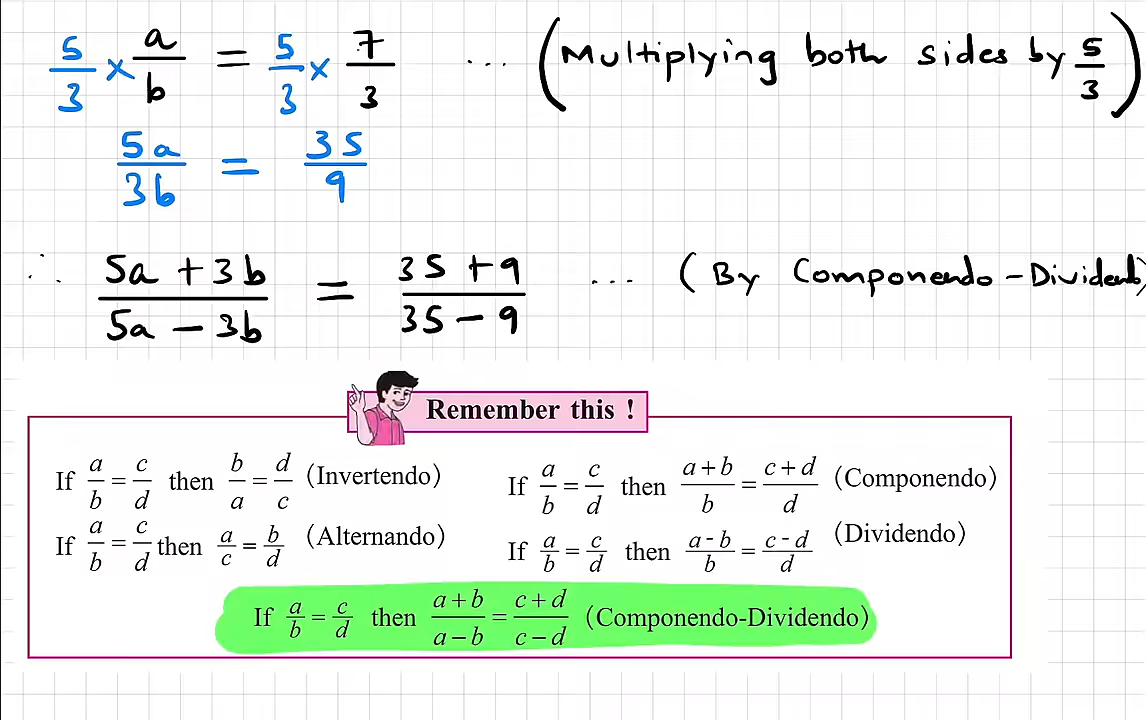 5/3 × a/b = 5/3 × 7/3 ... (Multiplying both sides by 5/3)
5a/3b = 35/9
∴ (5a + 3b)/(5a - 3b) = (35 + 9)/(35 - 9) ... (By Componendo - Dividendo)
Remember this !
If a/b = c/d then b/a = d/c (Invertendo)
If a/b = c/d then (a+b)/b = (c+d)/d (Componendo)
If a/b = c/d then a/c = b/d (Alternando)
If a/b = c/d then (a-b)/b = (c-d)/d (Dividendo)
If a/b = c/d then (a+b)/(a-b) = (c+d)/(c-d) (Componendo-Dividendo)